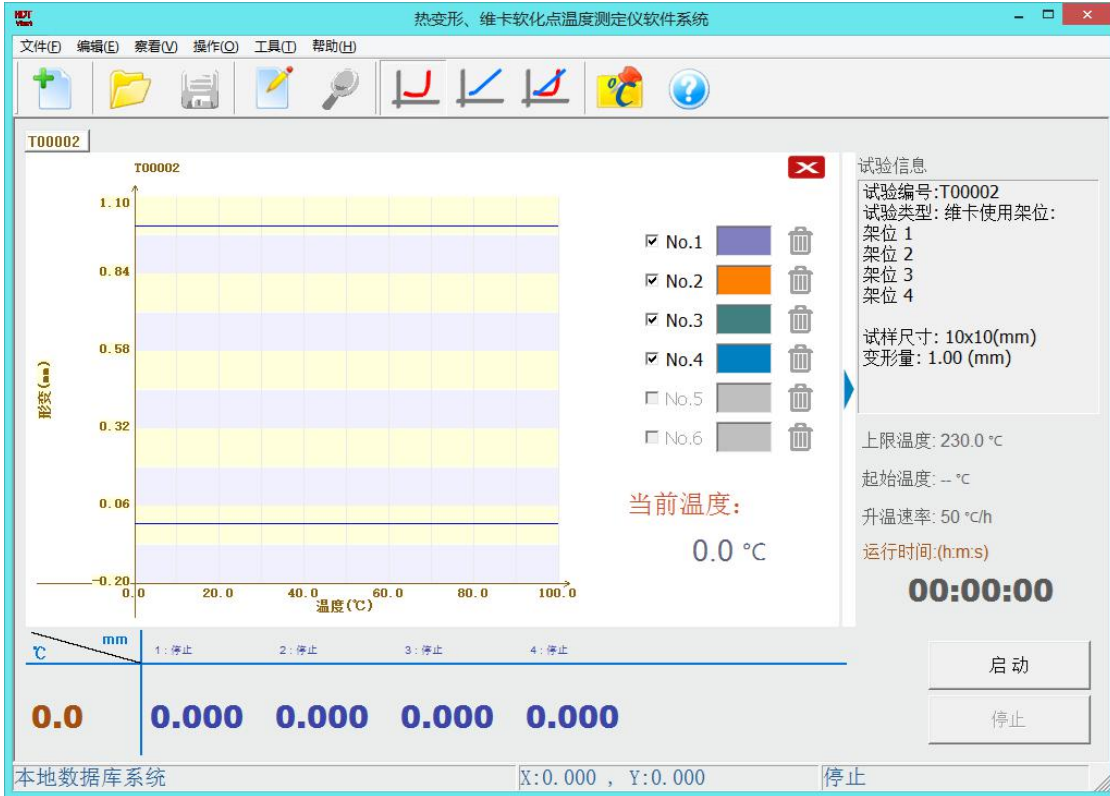 HDT
Vicat
热变形、维卡软化点温度测定仪软件系统
文件(F) 编辑(E) 察看(V) 操作(O) 工具(T) 帮助(H)
℃
?
T00002
T00002
1.10
0.84
0.58
0.32
0.06
-0.20
形变(mm)
0.0 20.0 40.0 60.0 80.0 100.0
温度(℃)
No.1
No.2
No.3
No.4
No.5
No.6
当前温度：
0.0 ℃
试验信息
试验编号:T00002
试验类型: 维卡使用架位:
架位 1
架位 2
架位 3
架位 4
试样尺寸: 10x10(mm)
变形量: 1.00 (mm)
上限温度: 230.0 ℃
起始温度: -- ℃
升温速率: 50 ℃/h
运行时间:(h:m:s)
00:00:00
启动
停止
mm
℃
1：停止 2：停止 3：停止 4：停止
0.0 0.000 0.000 0.000 0.000
本地数据库系统 X:0.000 , Y:0.000 停止